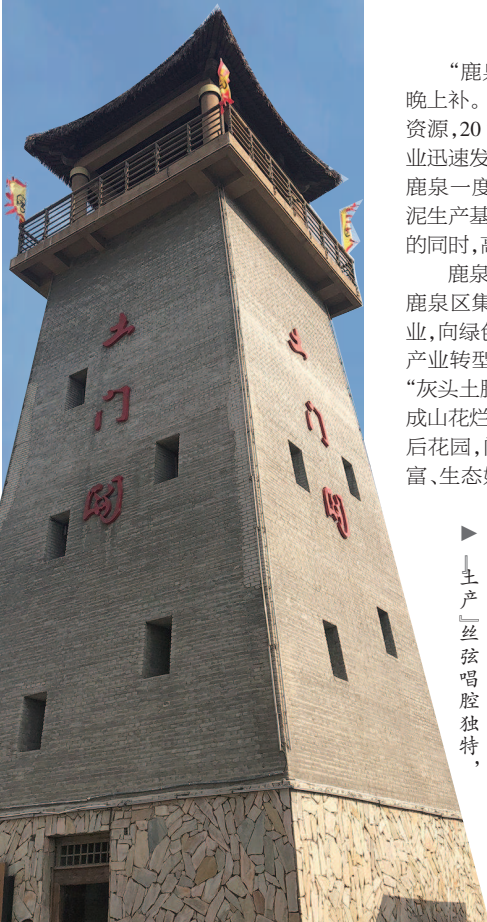 土门关
土门关
“鹿泉
晚上补。
资源,20
业迅速发
鹿泉一度
泥生产基
的同时,高
鹿泉
鹿泉区集
业,向绿色
产业转型
“灰头土脸
成山花烂
后花园,
富、生态
▶『土产』丝弦唱腔独特,